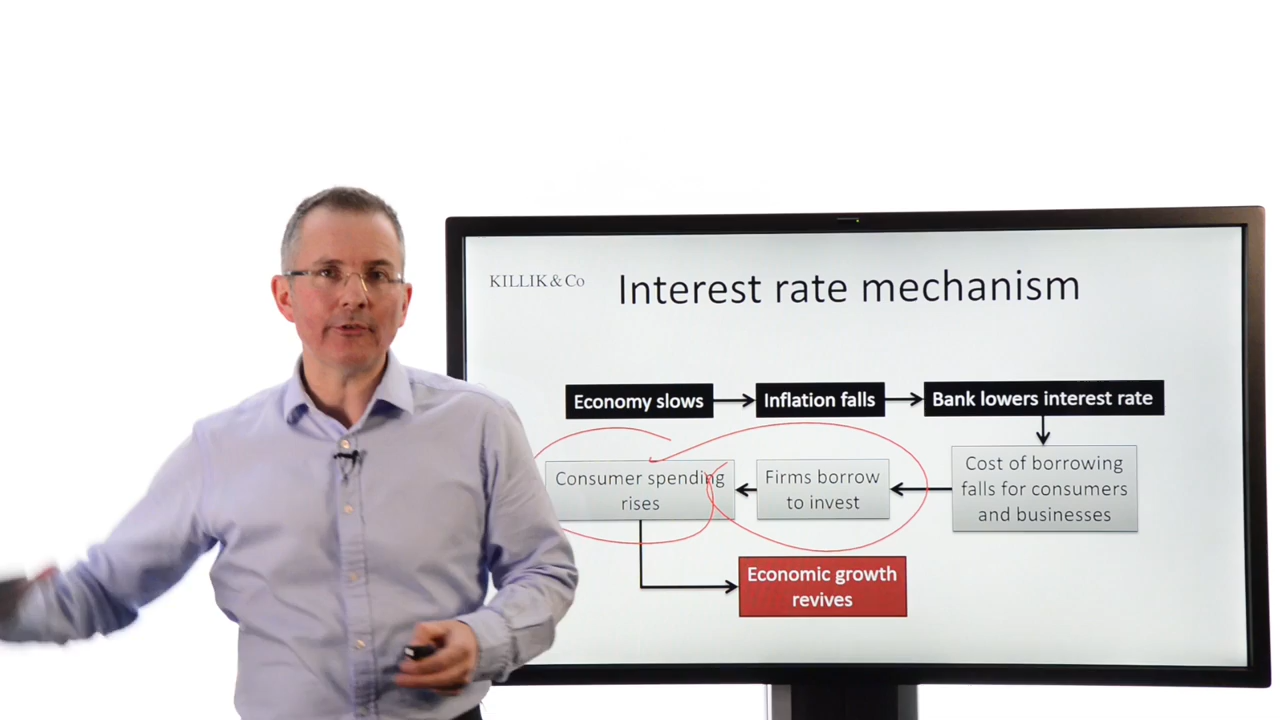 KILLIK & Co
Interest rate mechanism
Economy slows
Inflation falls
Bank lowers interest rate
Cost of borrowing
falls for consumers
and businesses
Firms borrow
to invest
Consumer spending
rises
Economic growth
revives